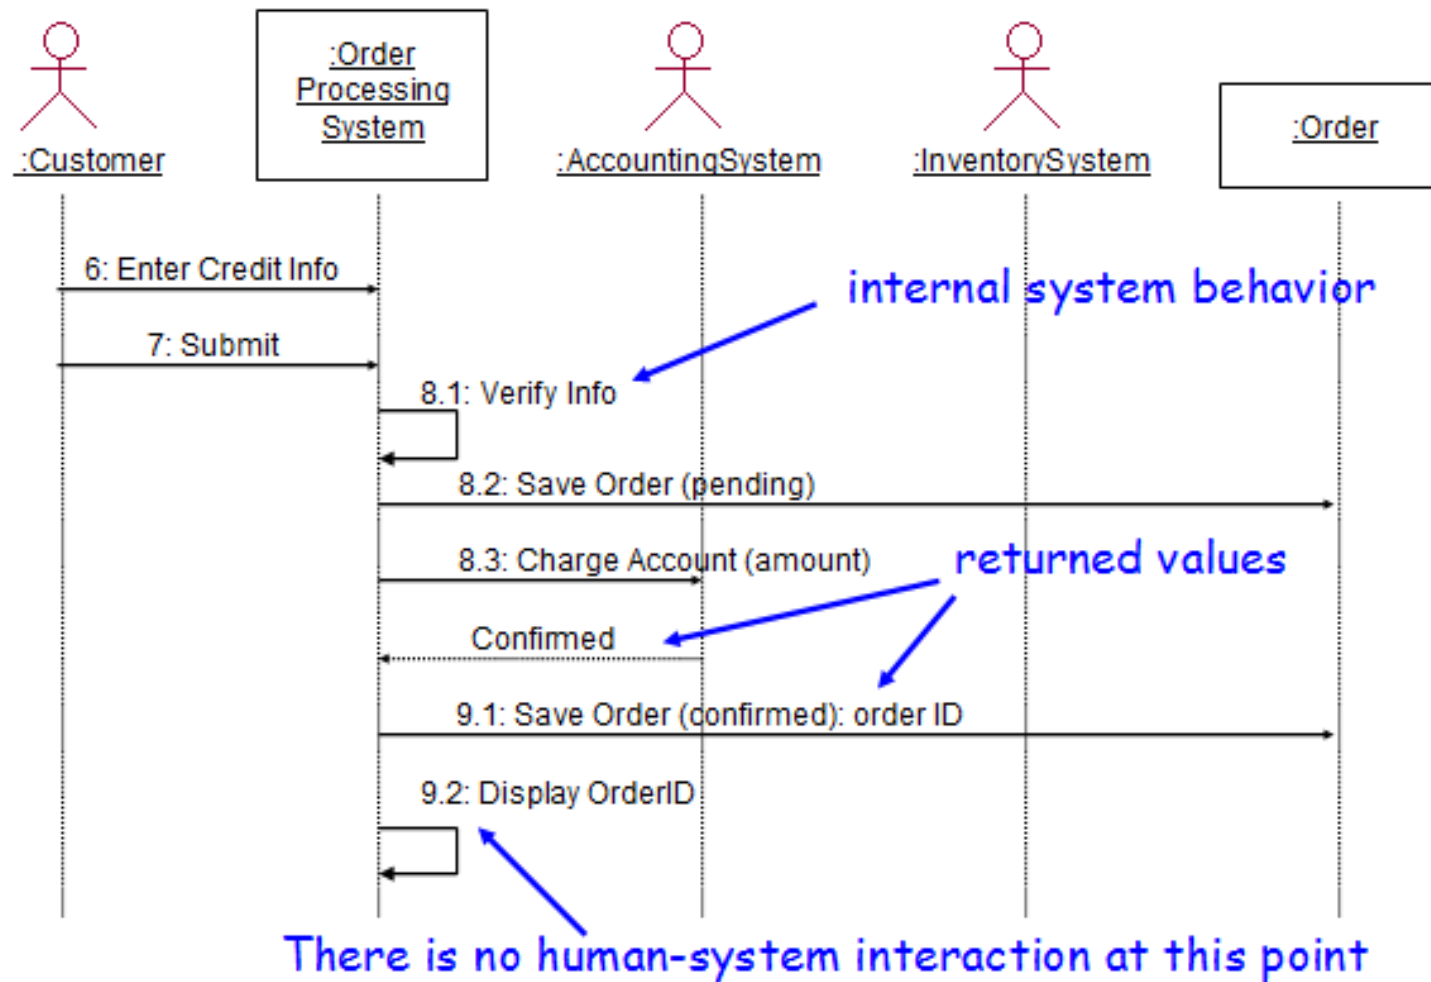 :Order
Processing
System
:Order
:Customer
:AccountingSystem
:InventorySystem
6: Enter Credit Info
internal system behavior
7: Submit
8.1: Verify Info
8.2: Save Order (pending)
8.3: Charge Account (amount)
returned values
Confirmed
9.1: Save Order (confirmed): order ID
9.2: Display OrderID
There is no human-system interaction at this point